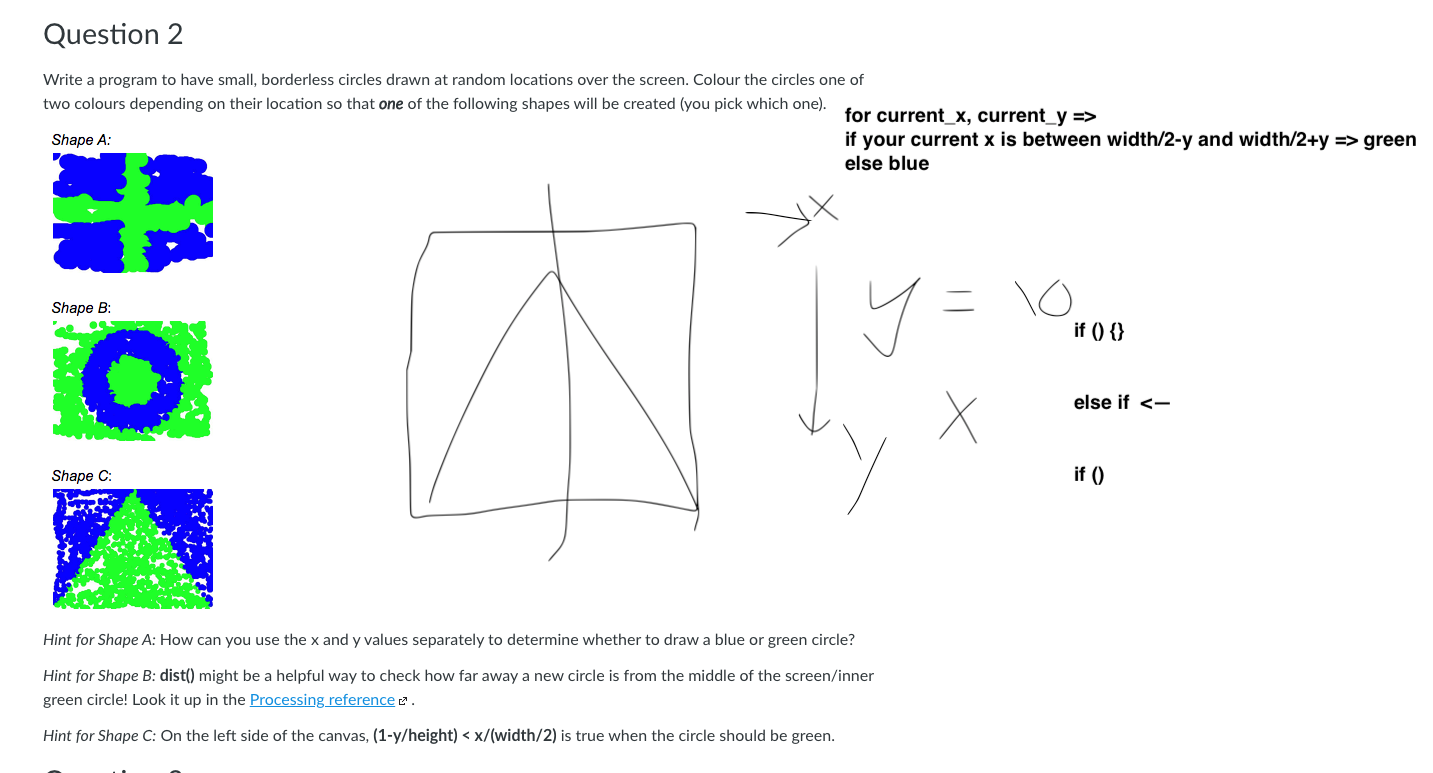 Question 2
Write a program to have small, borderless circles drawn at random locations over the screen. Colour the circles one of
two colours depending on their location so that one of the following shapes will be created (you pick which one).
for current_x, current_y =>
if your current x is between width/2-y and width/2+y => green
else blue
Shape A:
x
y = 10
if () {}
Shape B:
else if <—
x
y
if ()
Shape C:
Hint for Shape A: How can you use the x and y values separately to determine whether to draw a blue or green circle?
Hint for Shape B: dist() might be a helpful way to check how far away a new circle is from the middle of the screen/inner
green circle! Look it up in the Processing reference .
Hint for Shape C: On the left side of the canvas, (1-y/height) < x/(width/2) is true when the circle should be green.